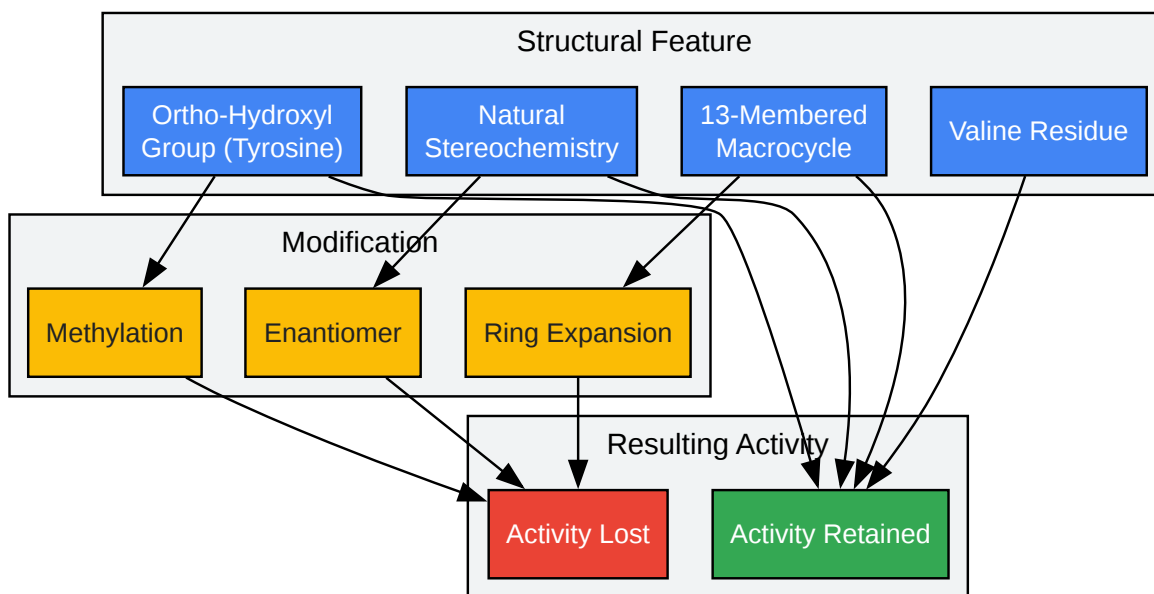 Structural Feature
Ortho-Hydroxyl
Group (Tyrosine)
Natural
Stereochemistry
13-Membered
Macrocycle
Valine Residue
Modification
Methylation
Enantiomer
Ring Expansion
Resulting Activity
Activity Lost
Activity Retained